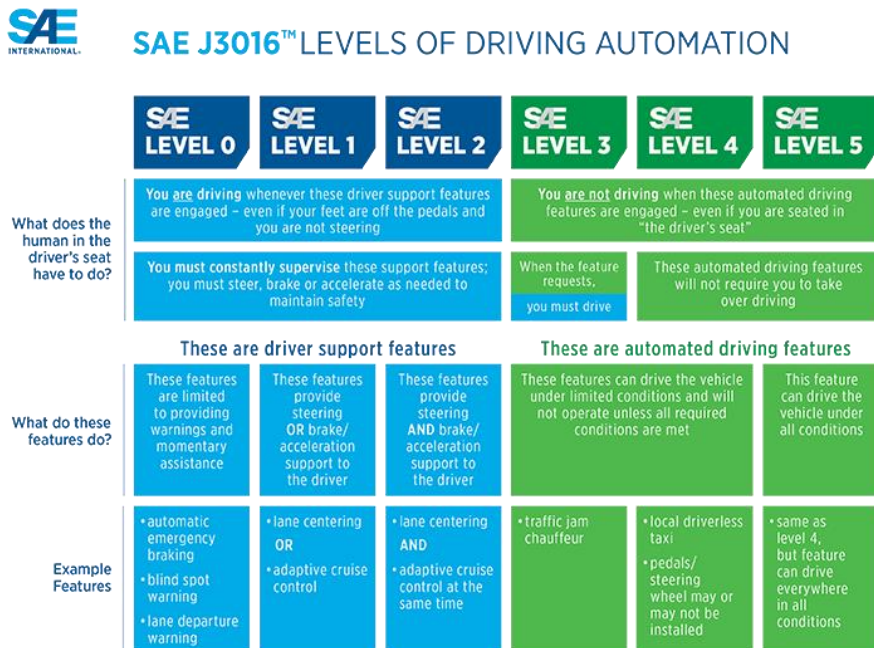 SAE
INTERNATIONAL®
SAE J3016™ LEVELS OF DRIVING AUTOMATION
SAE
LEVEL 0
SAE
LEVEL 1
SAE
LEVEL 2
SAE
LEVEL 3
SAE
LEVEL 4
SAE
LEVEL 5
What does the
human in the
driver's seat
have to do?
You are driving whenever these driver support features
are engaged – even if your feet are off the pedals and
you are not steering
You are not driving when these automated driving
features are engaged – even if you are seated in
“the driver's seat”
You must constantly supervise these support features;
you must steer, brake or accelerate as needed to
maintain safety
When the feature
requests,
you must drive
These automated driving features
will not require you to take
over driving
These are driver support features
These are automated driving features
What do these
features do?
These features
are limited
to providing
warnings and
momentary
assistance
These features
provide
steering
OR brake/
acceleration
support to
the driver
These features
provide
steering
AND brake/
acceleration
support to
the driver
These features can drive the vehicle
under limited conditions and will
not operate unless all required
conditions are met
This feature
can drive the
vehicle under
all conditions
Example
Features
• automatic
emergency
braking
• blind spot
warning
• lane departure
warning
• lane centering
OR
• adaptive cruise
control
• lane centering
AND
• adaptive cruise
control at the
same time
• traffic jam
chauffeur
• local driverless
taxi
• pedals/
steering
wheel may or
may not be
installed
• same as
level 4,
but feature
can drive
everywhere
in all
conditions